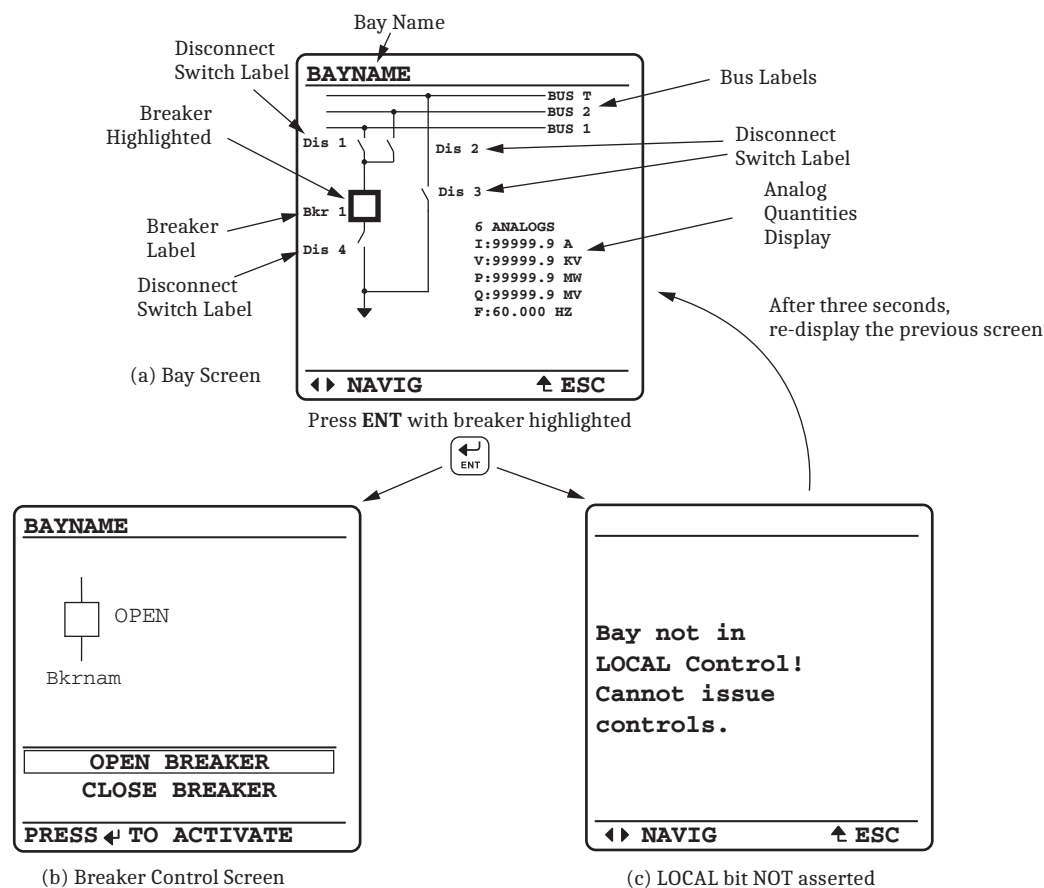 Bay Name
Disconnect
Switch Label
BAYNAME
Bus Labels
BUS T
BUS 2
BUS 1
Breaker
Highlighted
Dis 1
Dis 2
Disconnect
Switch Label
Dis 3
Analog
Quantities
Display
Bkr 1
Breaker
Label
6 ANALOGS
I:99999.9 A
V:99999.9 KV
P:99999.9 MW
Q:99999.9 MV
F:60.000 HZ
Dis 4
Disconnect
Switch Label
After three seconds,
re-display the previous screen
(a) Bay Screen
NAVIG ESC
Press ENT with breaker highlighted
ENT
BAYNAME
OPEN
Bkrnam
OPEN BREAKER
CLOSE BREAKER
PRESS TO ACTIVATE
(b) Breaker Control Screen
Bay not in
LOCAL Control!
Cannot issue
controls.
NAVIG ESC
(c) LOCAL bit NOT asserted